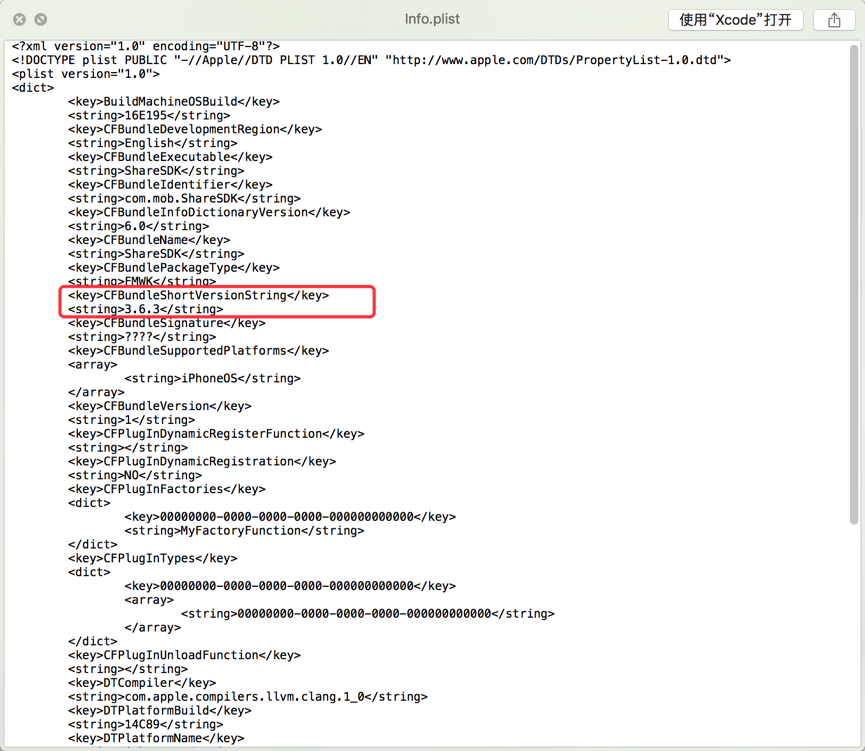 Info.plist
使用“Xcode”打开
<?xml version="1.0" encoding="UTF-8"?>
<!DOCTYPE plist PUBLIC "-//Apple//DTD PLIST 1.0//EN" "http://www.apple.com/DTDs/PropertyList-1.0.dtd">
<plist version="1.0">
<dict>
	<key>BuildMachineOSBuild</key>
	<string>16E195</string>
	<key>CFBundleDevelopmentRegion</key>
	<string>English</string>
	<key>CFBundleExecutable</key>
	<string>ShareSDK</string>
	<key>CFBundleIdentifier</key>
	<string>com.mob.ShareSDK</string>
	<key>CFBundleInfoDictionaryVersion</key>
	<string>6.0</string>
	<key>CFBundleName</key>
	<string>ShareSDK</string>
	<key>CFBundlePackageType</key>
	<string>FMWK</string>
	<key>CFBundleShortVersionString</key>
	<string>3.6.3</string>
	<key>CFBundleSignature</key>
	<string>????</string>
	<key>CFBundleSupportedPlatforms</key>
	<array>
		<string>iPhoneOS</string>
	</array>
	<key>CFBundleVersion</key>
	<string>1</string>
	<key>CFPlugInDynamicRegisterFunction</key>
	<string></string>
	<key>CFPlugInDynamicRegistration</key>
	<string>NO</string>
	<key>CFPlugInFactories</key>
	<dict>
		<key>00000000-0000-0000-0000-000000000000</key>
		<string>MyFactoryFunction</string>
	</dict>
	<key>CFPlugInTypes</key>
	<dict>
		<key>00000000-0000-0000-0000-000000000000</key>
		<array>
			<string>00000000-0000-0000-0000-000000000000</string>
		</array>
	</dict>
	<key>CFPlugInUnloadFunction</key>
	<string></string>
	<key>DTCompiler</key>
	<string>com.apple.compilers.llvm.clang.1_0</string>
	<key>DTPlatformBuild</key>
	<string>14C89</string>
	<key>DTPlatformName</key>